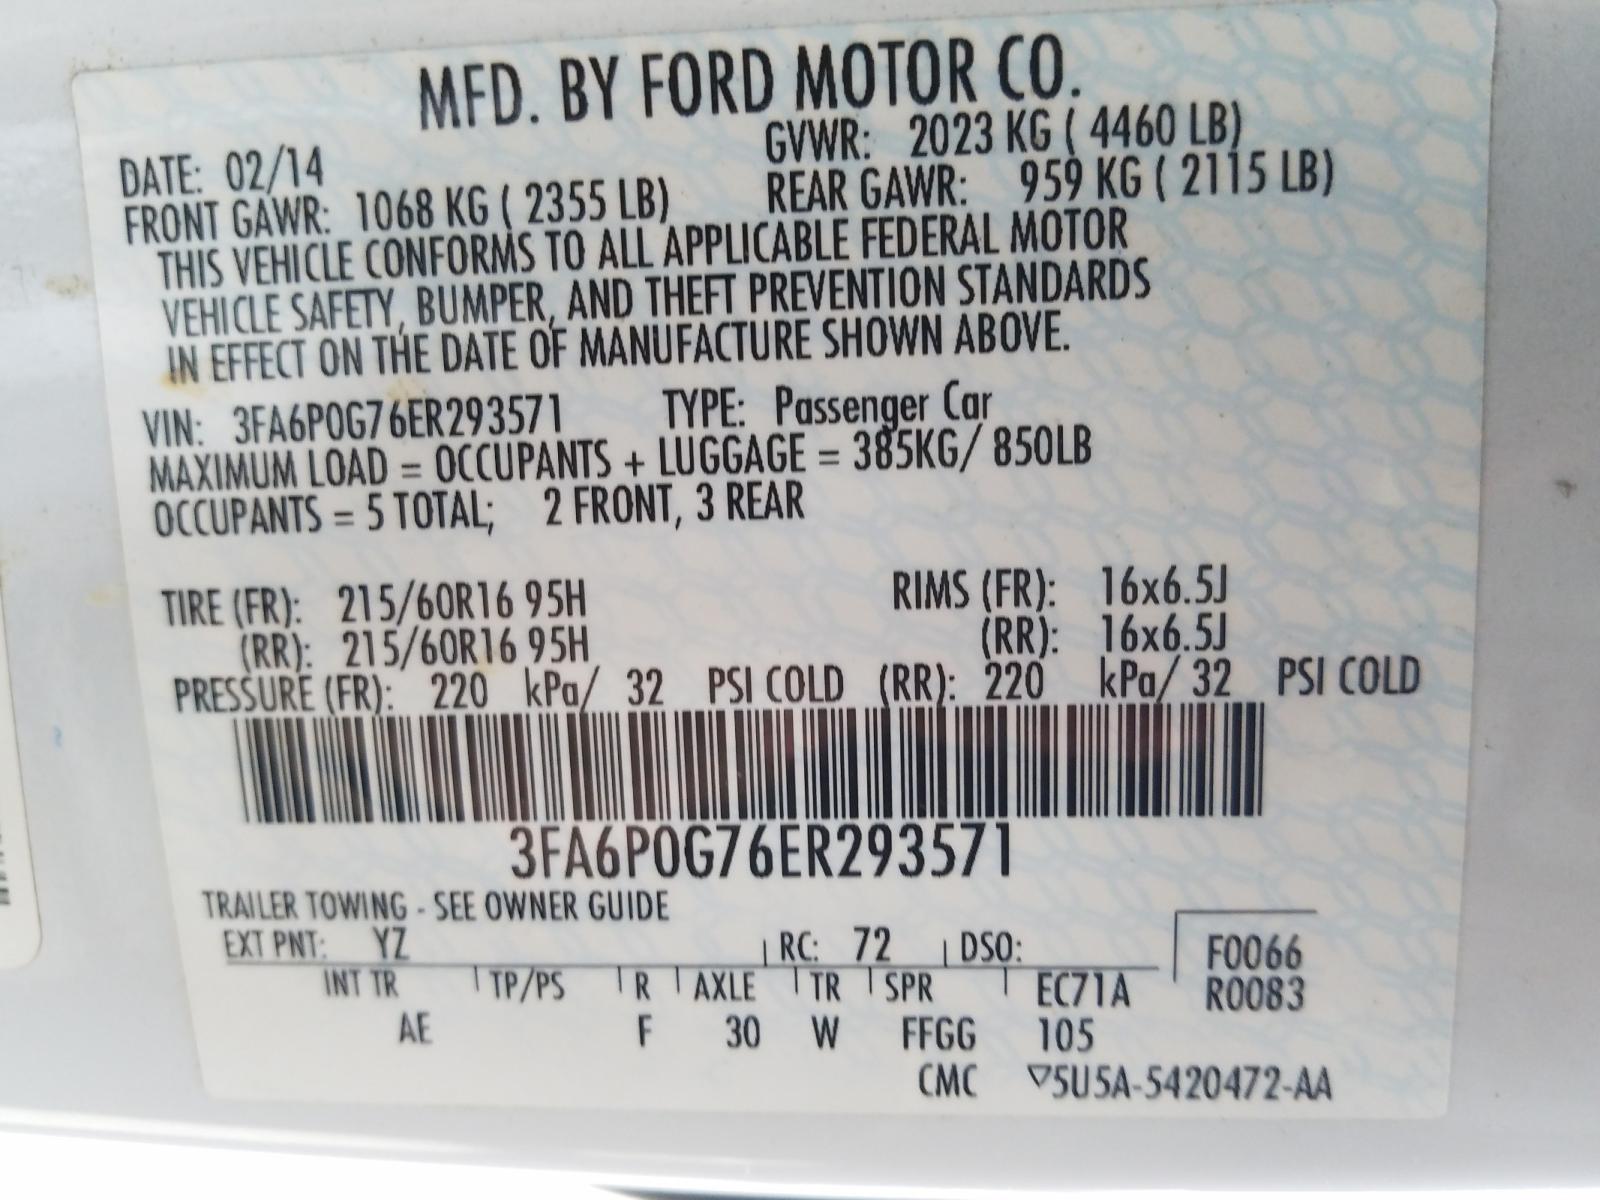 MFD. BY FORD MOTOR CO.
DATE: 02/14 GVWR: 2023 KG ( 4460 LB)
FRONT GAWR: 1068 KG ( 2355 LB) REAR GAWR: 959 KG ( 2115 LB)
THIS VEHICLE CONFORMS TO ALL APPLICABLE FEDERAL MOTOR
VEHICLE SAFETY, BUMPER, AND THEFT PREVENTION STANDARDS
IN EFFECT ON THE DATE OF MANUFACTURE SHOWN ABOVE.
VIN: 3FA6P0G76ER293571 TYPE: Passenger Car
MAXIMUM LOAD = OCCUPANTS + LUGGAGE = 385KG/ 850LB
OCCUPANTS = 5 TOTAL; 2 FRONT, 3 REAR
TIRE (FR): 215/60R16 95H RIMS (FR): 16x6.5J
(RR): 215/60R16 95H (RR): 16x6.5J
PRESSURE (FR): 220 kPa/ 32 PSI COLD (RR): 220 kPa/ 32 PSI COLD
3FA6P0G76ER293571
TRAILER TOWING - SEE OWNER GUIDE
EXT PNT: YZ RC: 72 DSO: F0066
INT TR TP/PS R AXLE TR SPR EC71A R0083
AE F 30 W FFGG 105
CMC ▽5U5A-5420472-AA